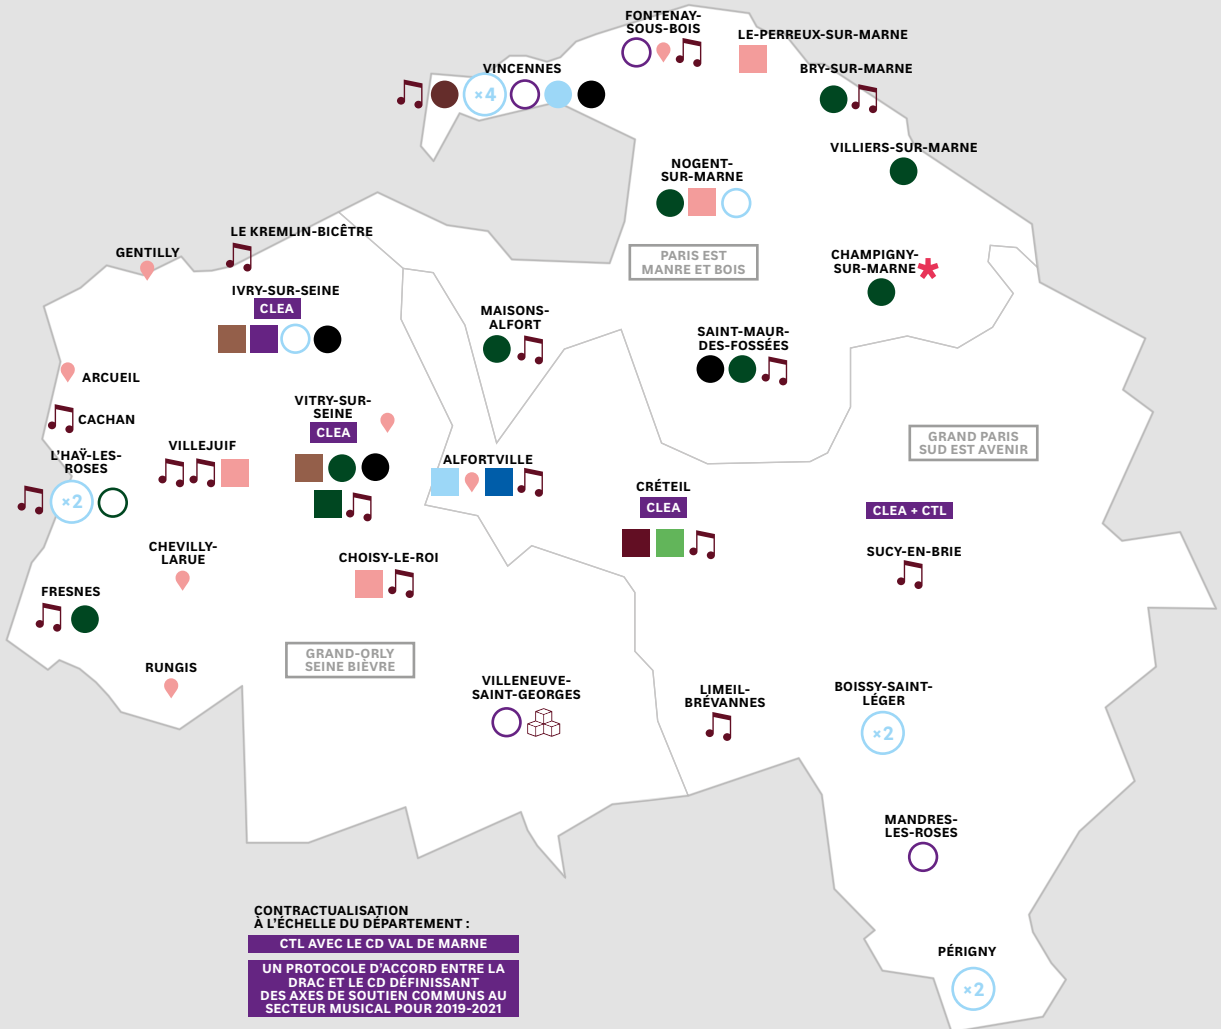 FONTENAY-
SOUS-BOIS
LE-PERREUX-SUR-MARNE
VINCENNES
×4
BRY-SUR-MARNE
VILLIERS-SUR-MARNE
NOGENT-
SUR-MARNE
PARIS EST
MANRE ET BOIS
CHAMPIGNY-
SUR-MARNE
LE KREMLIN-BICÊTRE
GENTILLY
IVRY-SUR-SEINE
CLEA
MAISONS-
ALFORT
SAINT-MAUR-
DES-FOSSÉES
ARCUEIL
CACHAN
VITRY-SUR-
SEINE
CLEA
VILLEJUIF
L'HAŸ-LES-
ROSES
×2
ALFORTVILLE
GRAND PARIS
SUD EST AVENIR
CRÉTEIL
CLEA
CLEA + CTL
SUCY-EN-BRIE
CHEVILLY-
LARUE
CHOISY-LE-ROI
FRESNES
RUNGIS
GRAND-ORLY
SEINE BIÈVRE
VILLENEUVE-
SAINT-GEORGES
LIMEIL-
BRÉVANNES
BOISSY-SAINT-
LÉGER
×2
MANDRES-
LES-ROSES
PÉRIGNY
×2
CONTRACTUALISATION
À L'ÉCHELLE DU DÉPARTEMENT :
CTL AVEC LE CD VAL DE MARNE
UN PROTOCOLE D'ACCORD ENTRE LA
DRAC ET LE CD DÉFINISSANT
DES AXES DE SOUTIEN COMMUNS AU
SECTEUR MUSICAL POUR 2019-2021